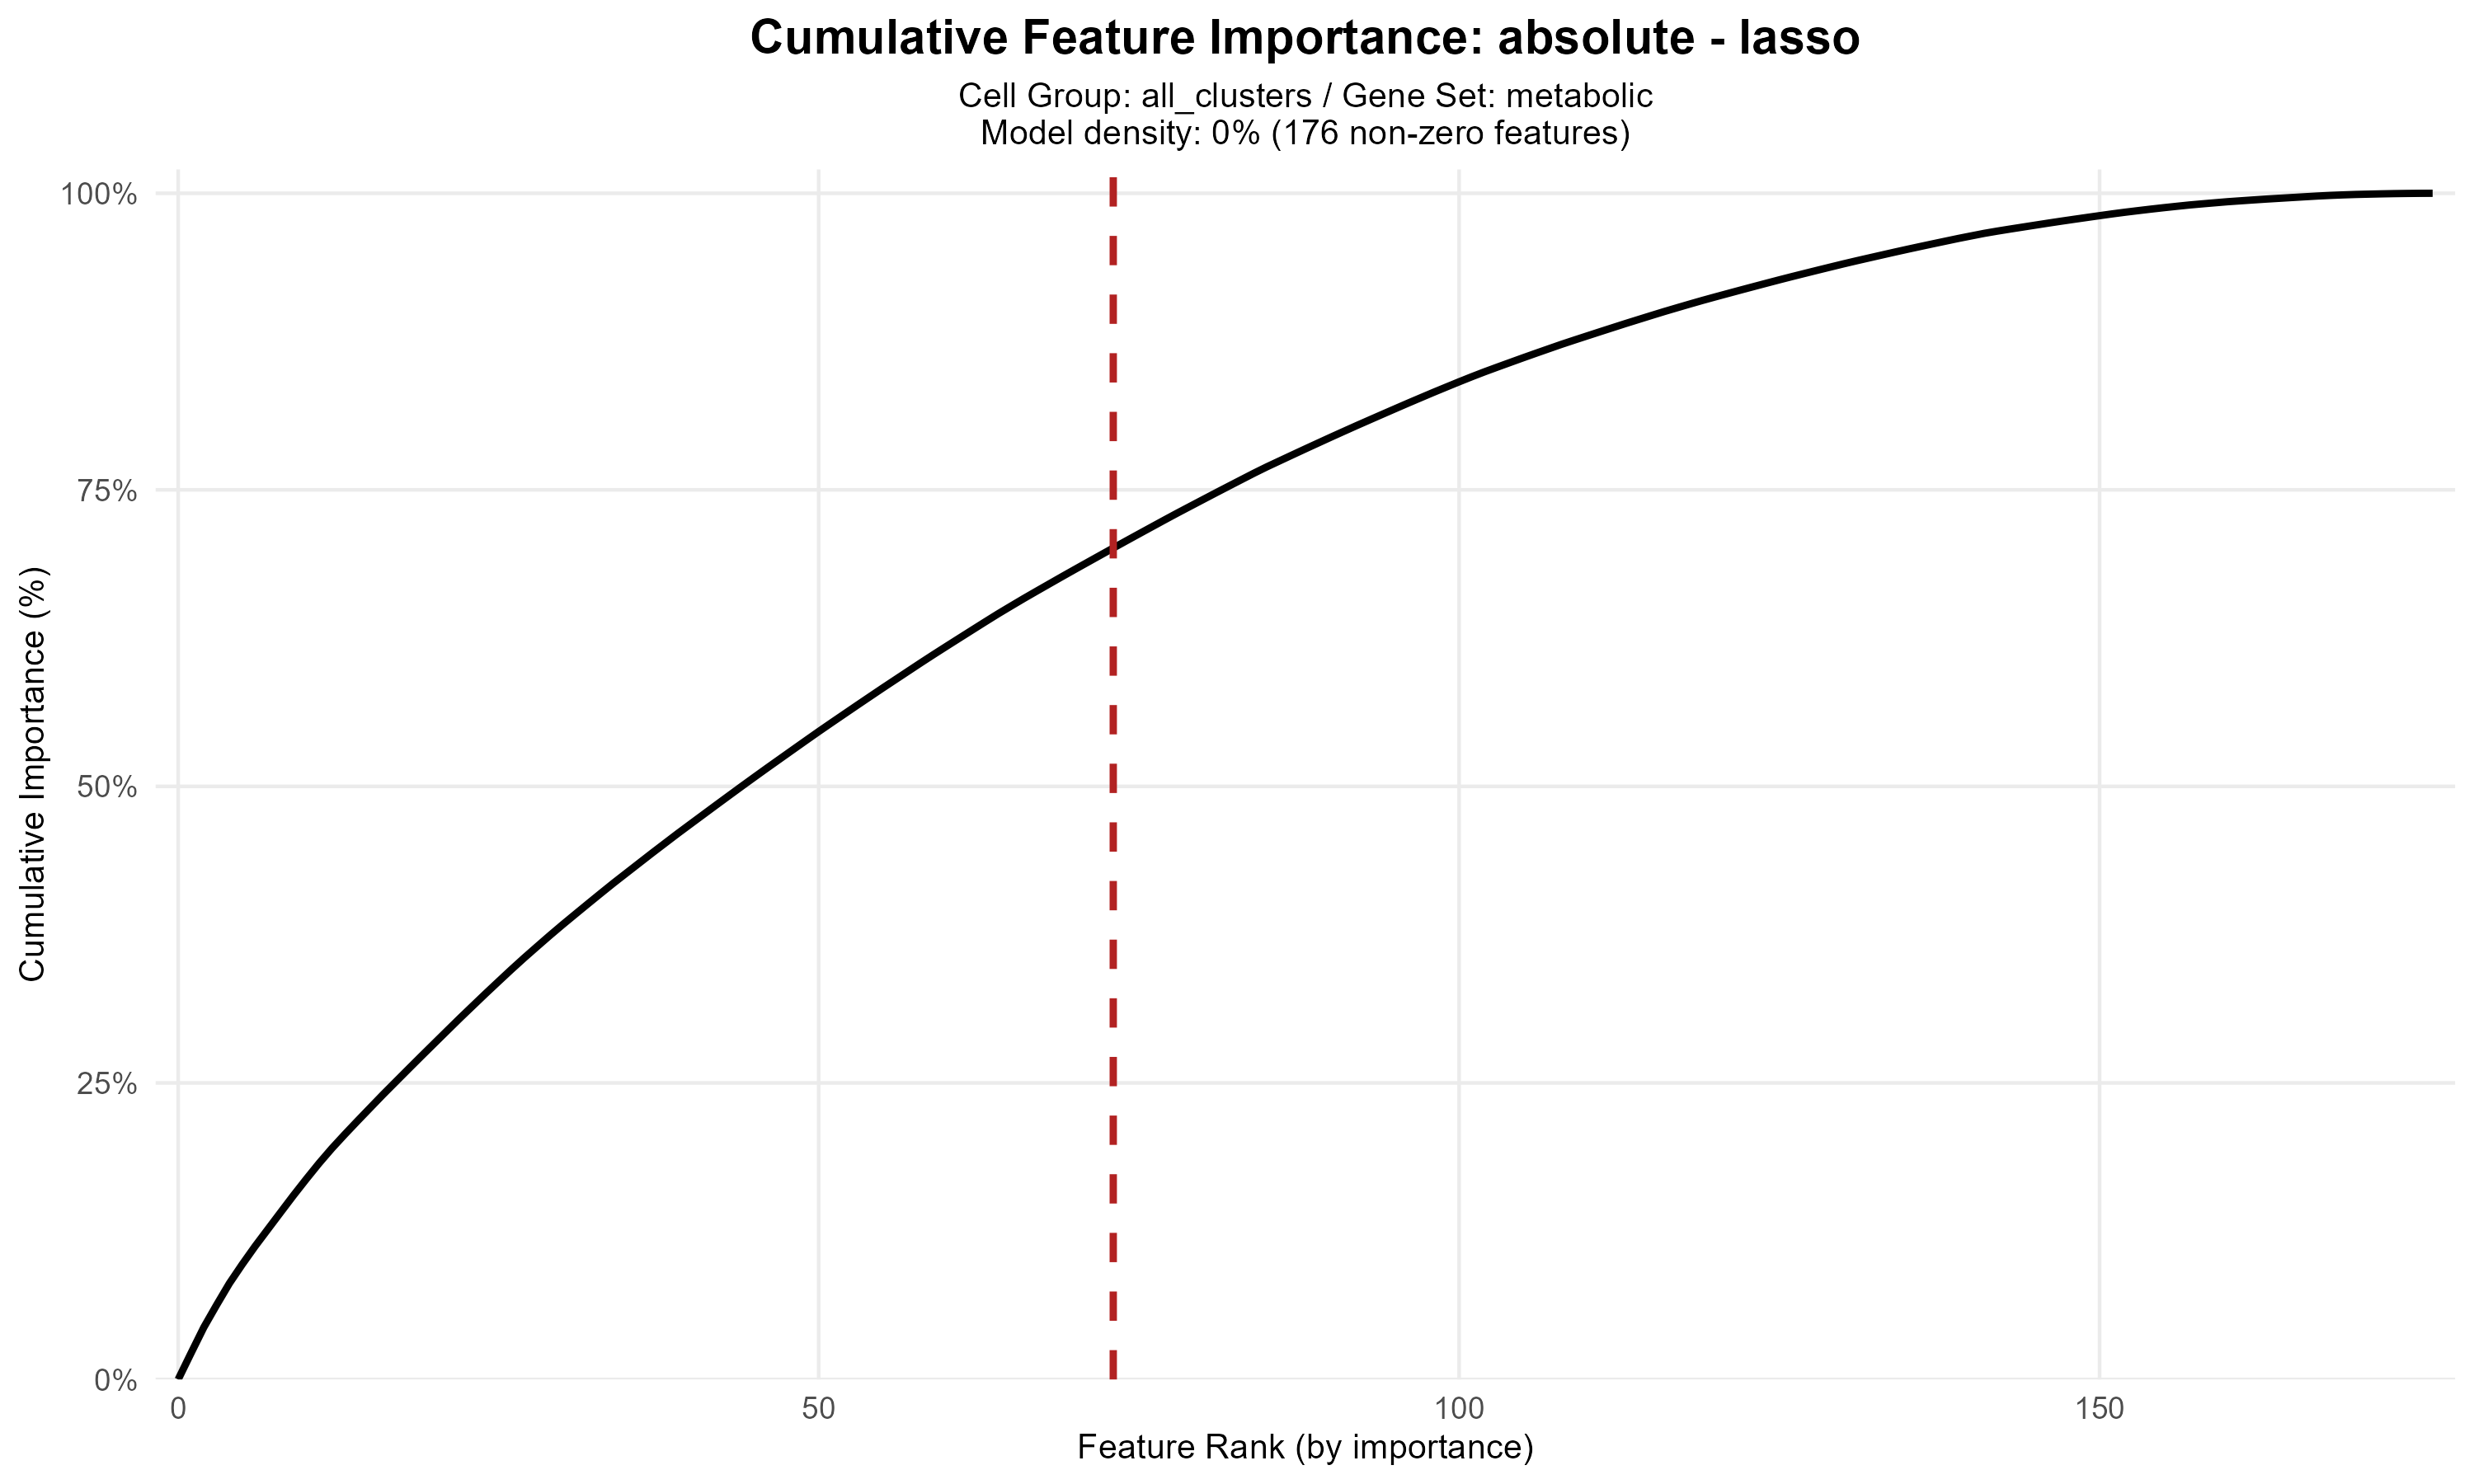 Cumulative Feature Importance: absolute - lasso
Cell Group: all_clusters / Gene Set: metabolic
Model density: 0% (176 non-zero features)
100%
75%
50%
25%
0%
Cumulative Importance (%)
0
50
100
150
Feature Rank (by importance)